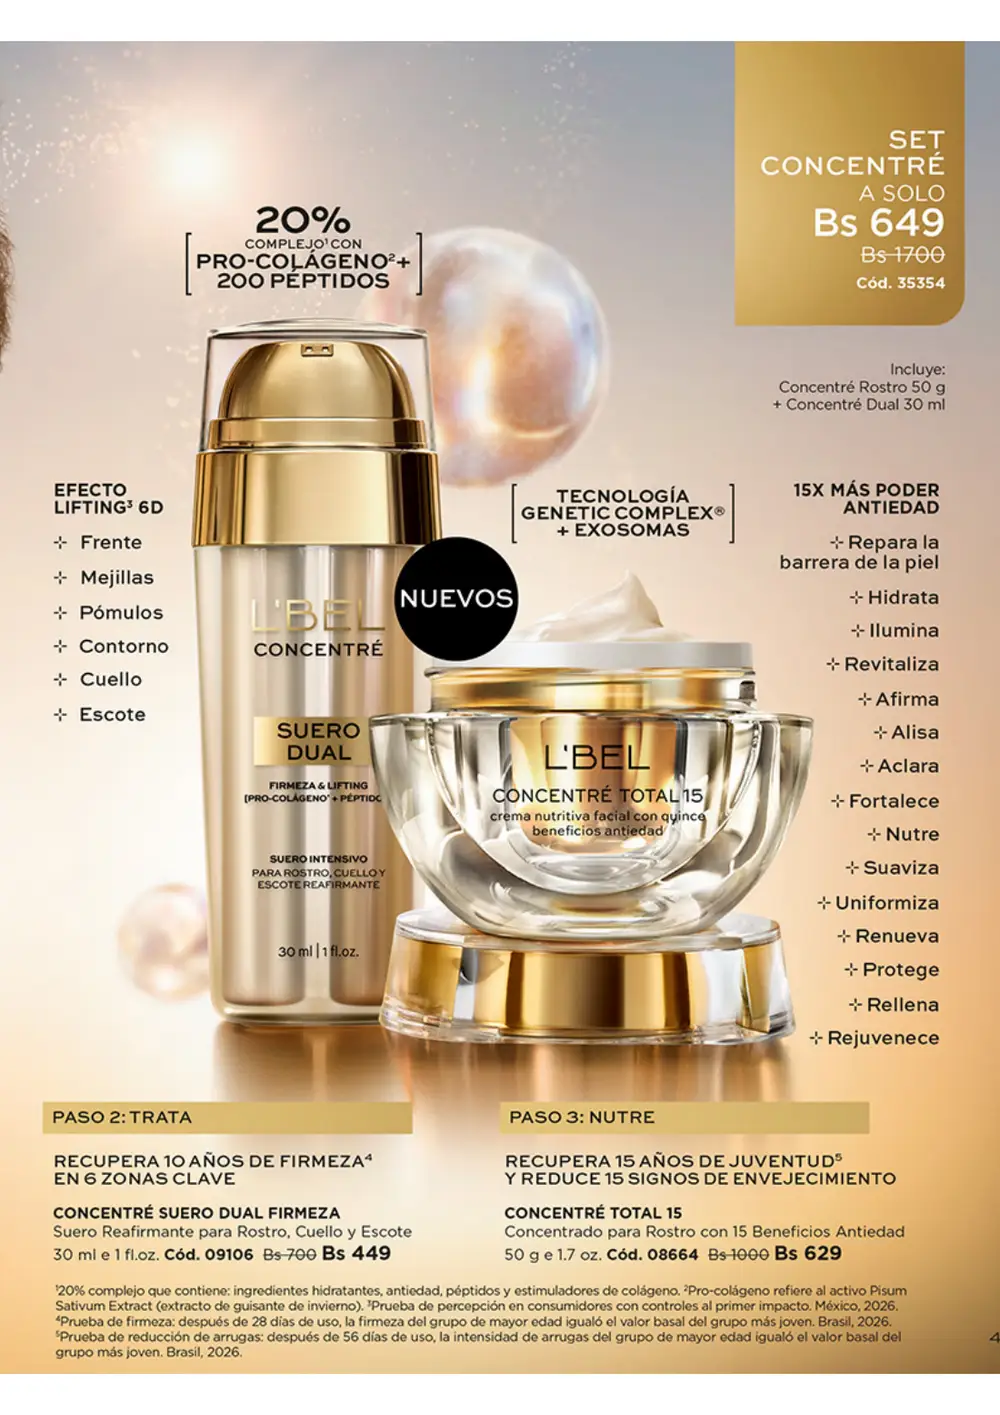 SET
CONCENTRÉ
A SOLO
Bs 649
Bs 1700
Cód. 35354
20%
COMPLEJO¹ CON
PRO-COLÁGENO²+
200 PÉPTIDOS
Incluye:
Concentré Rostro 50 g
+ Concentré Dual 30 ml
EFECTO
LIFTING³ 6D
Frente
Mejillas
Pómulos
Contorno
Cuello
Escote
TECNOLOGÍA
GENETIC COMPLEX®
+ EXOSOMAS
NUEVOS
15X MÁS PODER
ANTIEDAD
Repara la
barrera de la piel
Hidrata
Ilumina
Revitaliza
Afirma
Alisa
Aclara
Fortalece
Nutre
Suaviza
Uniformiza
Renueva
Protege
Rellena
Rejuvenece
L'BEL
CONCENTRÉ
SUERO
DUAL
FIRMEZA & LIFTING
[PRO-COLÁGENO* + PÉPTIDO
SUERO INTENSIVO
PARA ROSTRO, CUELLO Y
ESCOTE REAFIRMANTE
30 ml | 1 fl.oz.
L'BEL
CONCENTRÉ TOTAL 15
crema nutritiva facial con quince
beneficios antiedad
PASO 2: TRATA
RECUPERA 10 AÑOS DE FIRMEZA⁴
EN 6 ZONAS CLAVE
CONCENTRÉ SUERO DUAL FIRMEZA
Suero Reafirmante para Rostro, Cuello y Escote
30 ml e 1 fl.oz. Cód. 09106 Bs 700 Bs 449
PASO 3: NUTRE
RECUPERA 15 AÑOS DE JUVENTUD⁵
Y REDUCE 15 SIGNOS DE ENVEJECIMIENTO
CONCENTRÉ TOTAL 15
Concentrado para Rostro con 15 Beneficios Antiedad
50 g e 1.7 oz. Cód. 08664 Bs 1000 Bs 629
¹20% complejo que contiene: ingredientes hidratantes, antiedad, péptidos y estimuladores de colágeno. ²Pro-colágeno refiere al activo Pisum
Sativum Extract (extracto de guisante de invierno). ³Prueba de percepción en consumidores con controles al primer impacto. México, 2026.
⁴Prueba de firmeza: después de 28 días de uso, la firmeza del grupo de mayor edad igualó el valor basal del grupo más joven. Brasil, 2026.
⁵Prueba de reducción de arrugas: después de 56 días de uso, la intensidad de arrugas del grupo de mayor edad igualó el valor basal del
grupo más joven. Brasil, 2026.
4